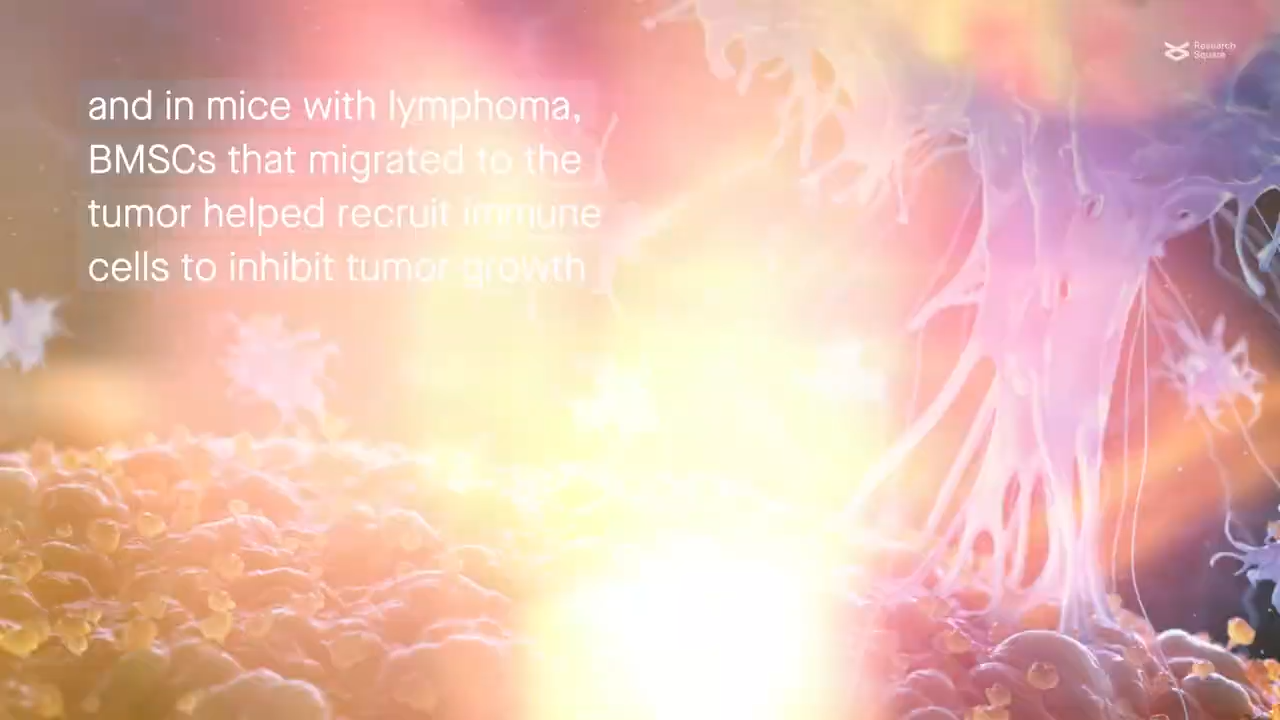 and in mice with lymphoma,
BMSCs that migrated to the
tumor helped recruit immune
cells to inhibit tumor growth
Research
Square